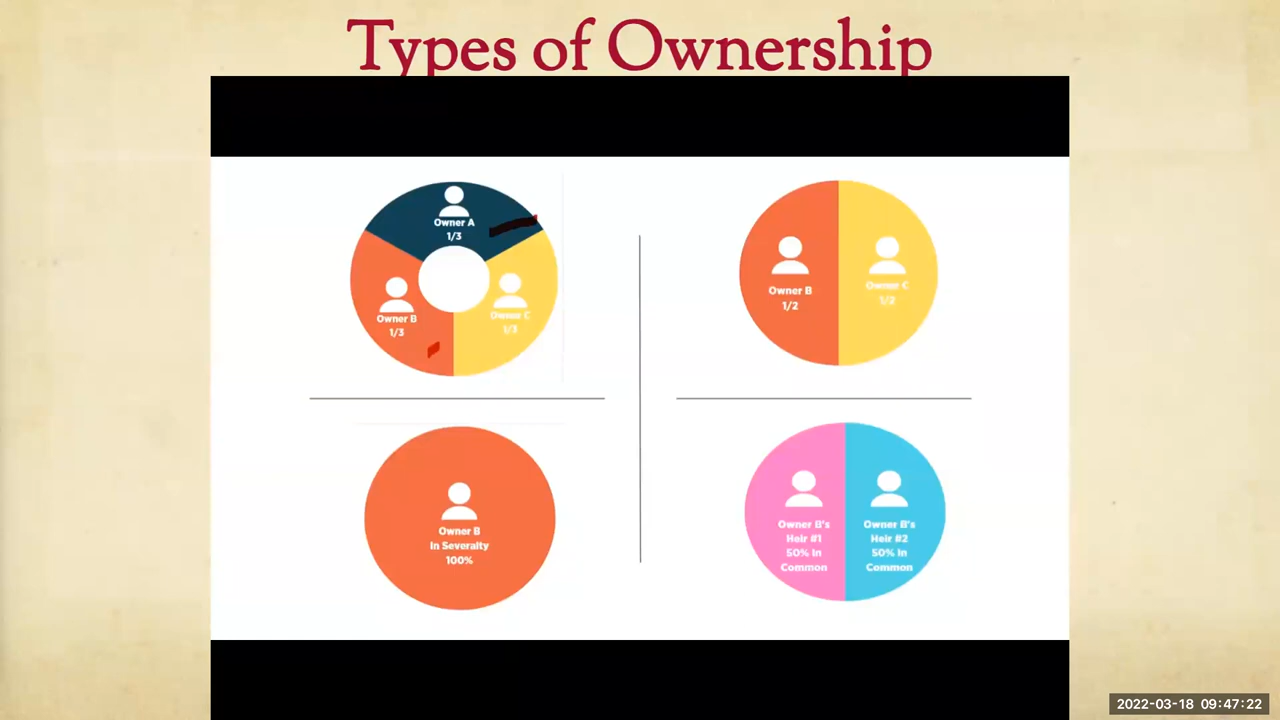 Types of Ownership
Owner A
1/3
Owner B
1/3
Owner C
1/3
Owner B
1/2
Owner C
1/2
Owner B
In Severalty
100%
Owner B's
Heir #1
50% In
Common
Owner B's
Heir #2
50% In
Common
2022-03-18 09:47:22